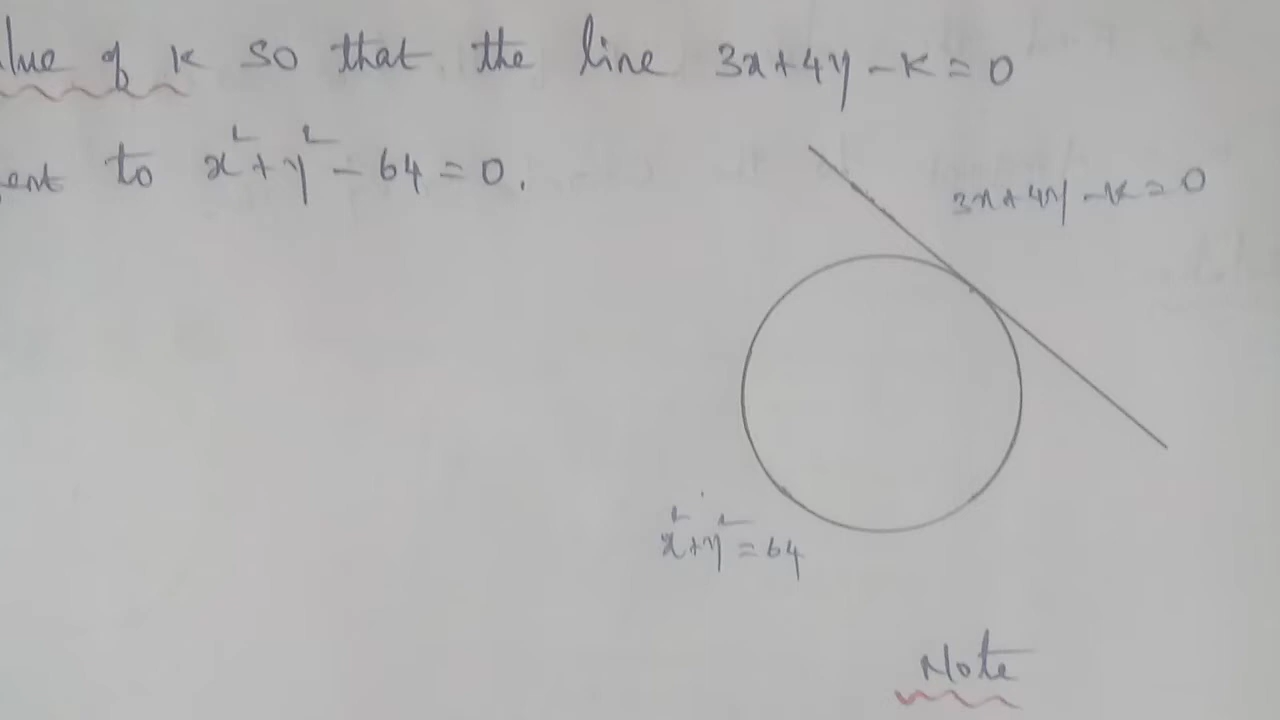 lue of k so that the line 3x+4y-k=0
ent to x²+y²-64=0.
3x+4y-k=0
x²+y²=64
Note